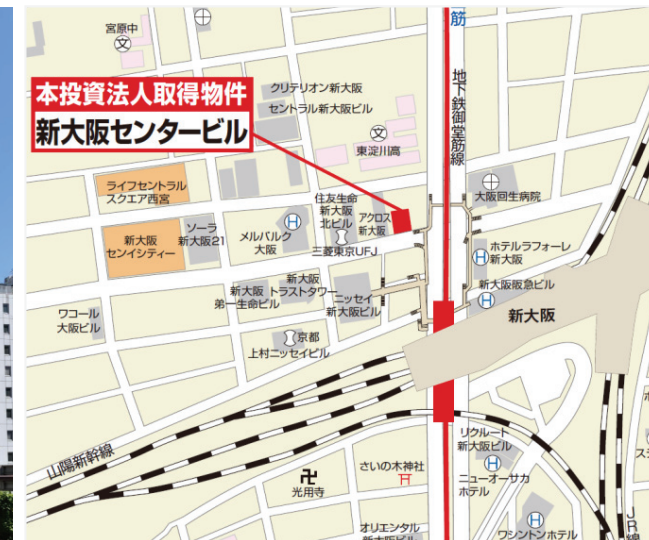 宮原中
筋
本投資法人取得物件
新大阪センタービル
クリテリオン新大阪
セントラル新大阪ビル
地下鉄御堂筋線
東淀川高
ライフセントラル
スクエア西宮
住友生命
新大阪
北ビル
アクロス
新大阪
大阪回生病院
新大阪
センイシティー
ソーラ
新大阪21
H
メルパルク
大阪
三菱東京UFJ
H
ホテルラフォーレ
新大阪
新大阪
第一生命ビル
新大阪
トラストタワー
ニッセイ
新大阪ビル
新大阪阪急ビル
H
新大阪
ワコール
大阪ビル
京都
上村ニッセイビル
山陽新幹線
さいの木神社
光用寺
リクルート
新大阪ビル
H
ニューオーサカ
ホテル
オリエンタル
新大阪ビル
H
ワシントンホテル
JR線